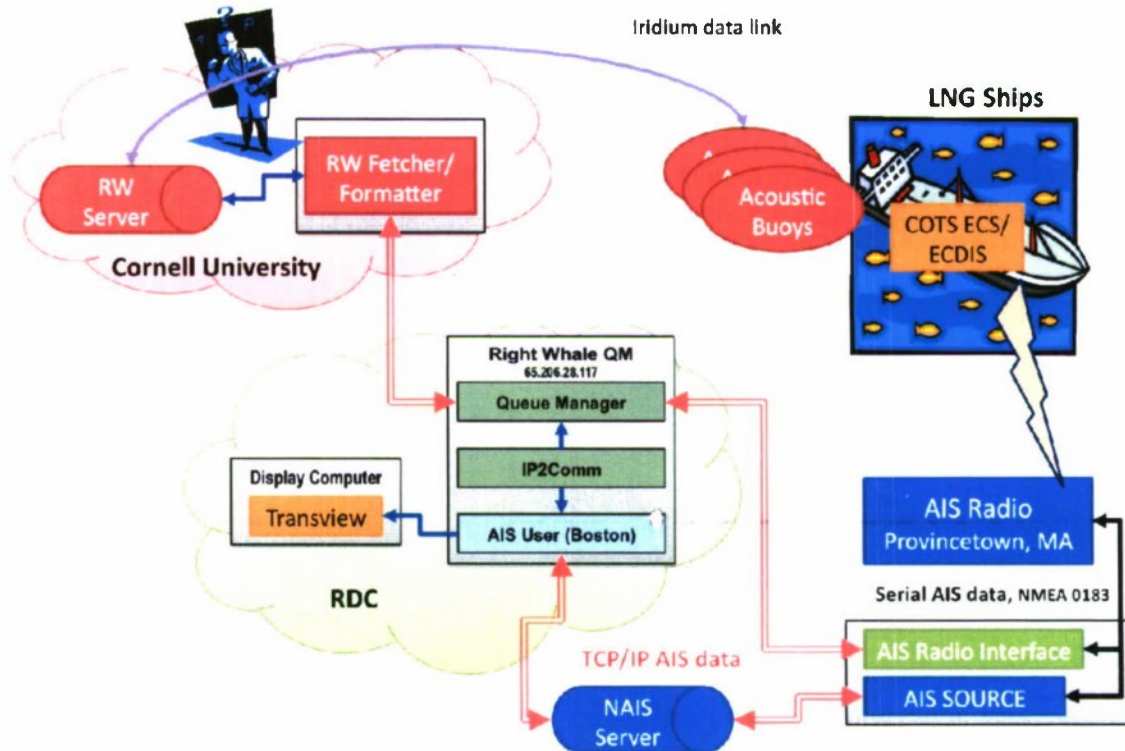 Iridium data link
LNG Ships
RW Fetcher/
Formatter
RW
Server
Acoustic
Buoys
COTS ECS/
ECDIS
Cornell University
Right Whale QM
65.206.28.117
Queue Manager
IP2Comm
Display Computer
Transview
AIS User (Boston)
AIS Radio
Provincetown, MA
RDC
Serial AIS data, NMEA 0183
TCP/IP AIS data
AIS Radio Interface
AIS SOURCE
NAIS
Server